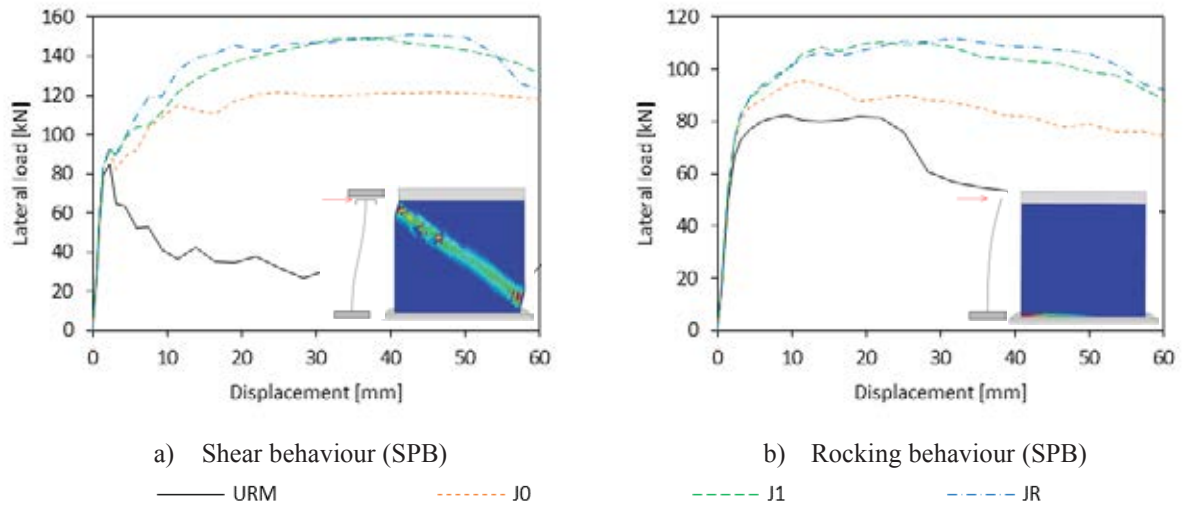 160
140
120
100
80
60
40
20
0
Lateral load [kN]
0 10 20 30 40 50 60
Displacement [mm]
a) Shear behaviour (SPB)
120
100
80
60
40
20
0
Lateral load [kN]
0 10 20 30 40 50 60
Displacement [mm]
b) Rocking behaviour (SPB)
URM J0 J1 JR